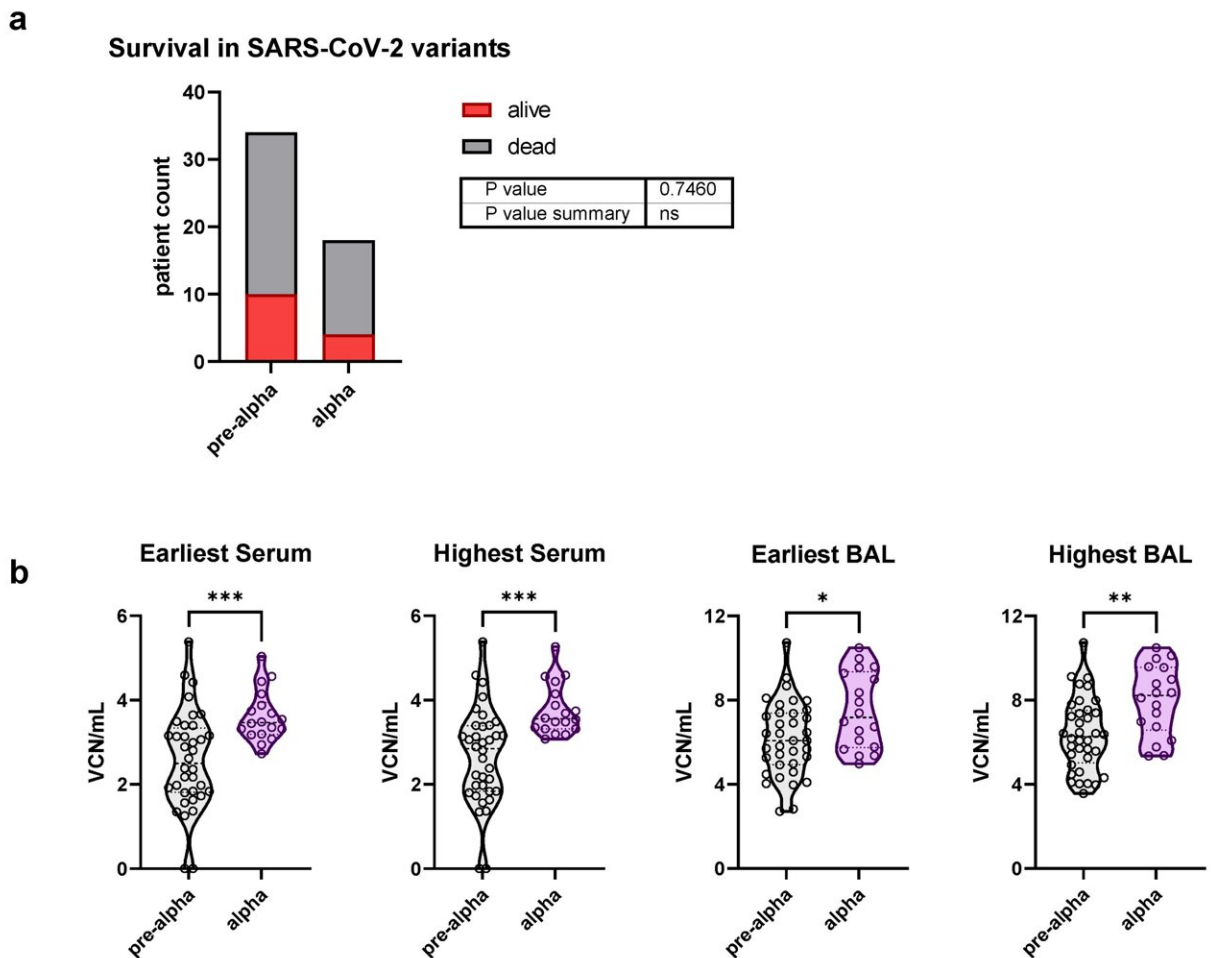 a
Survival in SARS-CoV-2 variants
40
30
20
10
0
patient count
pre-alpha
alpha
alive
dead
P value 0.7460
P value summary ns
b
Earliest Serum
***
6
4
2
0
VCN/mL
pre-alpha
alpha
Highest Serum
***
6
4
2
0
VCN/mL
pre-alpha
alpha
Earliest BAL
*
12
8
4
0
VCN/mL
pre-alpha
alpha
Highest BAL
**
12
8
4
0
VCN/mL
pre-alpha
alpha